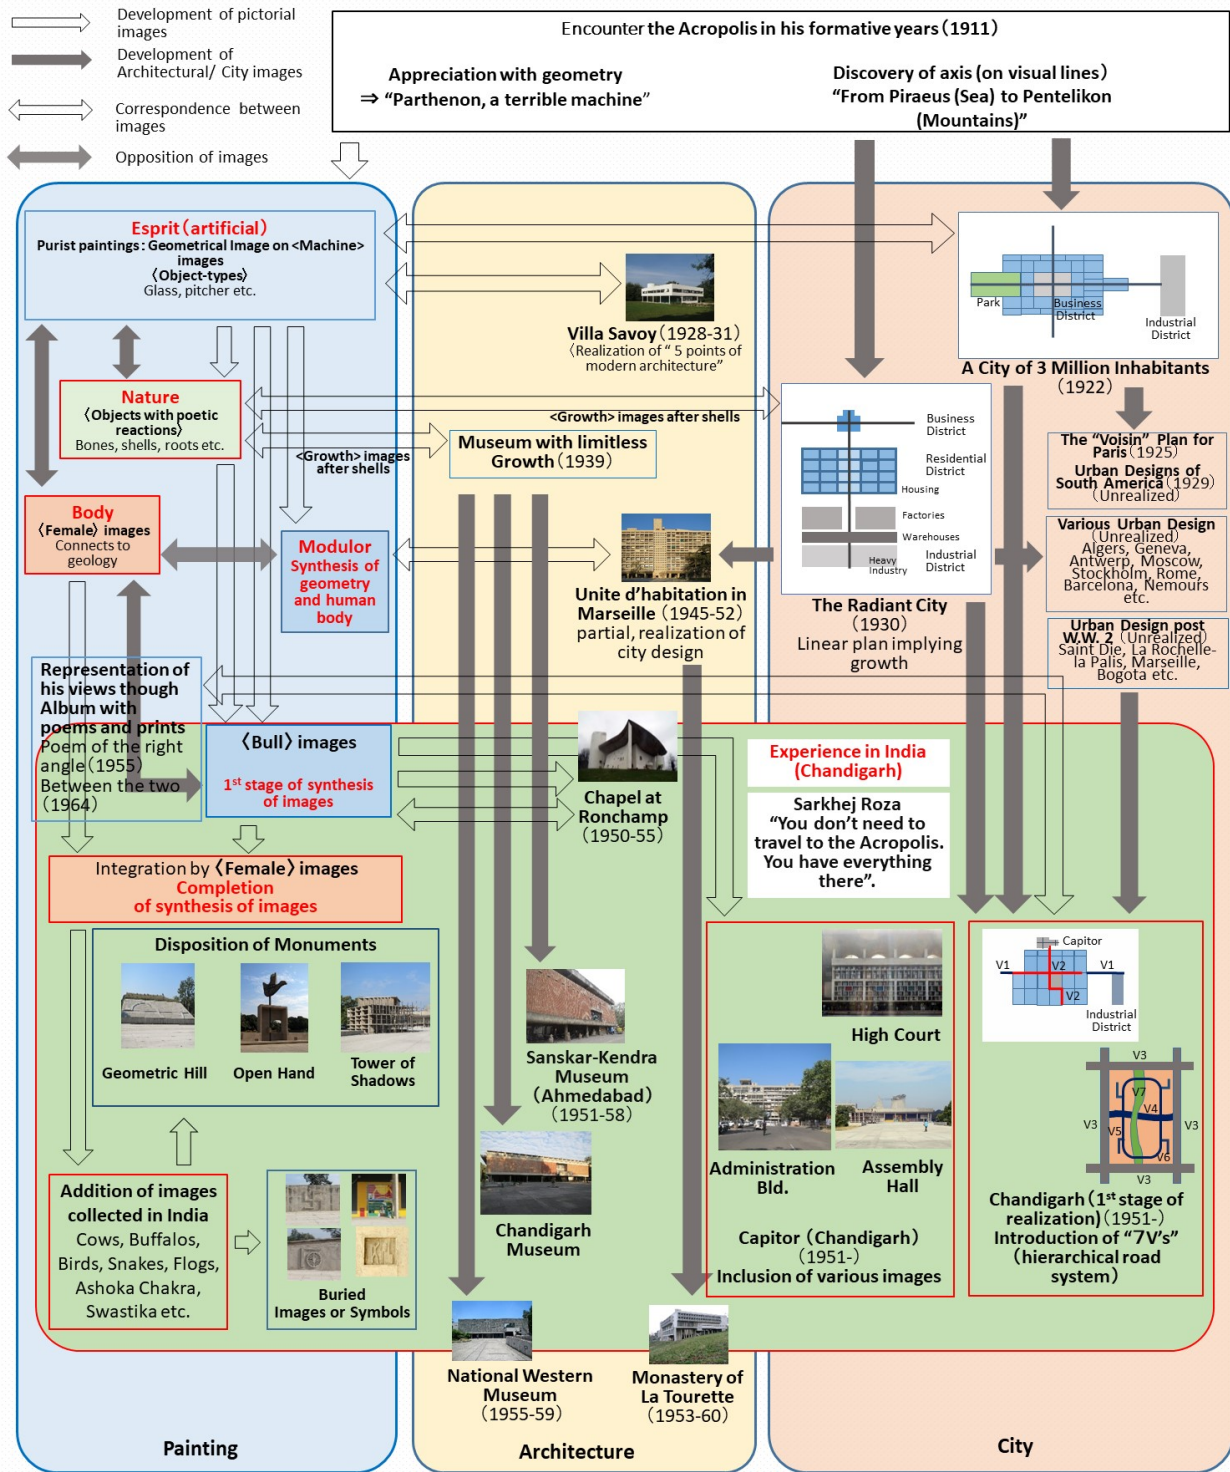 Development of pictorial
images
Development of
Architectural/ City images
Correspondence between
images
Opposition of images
Encounter the Acropolis in his formative years (1911)
Appreciation with geometry
⇒ “Parthenon, a terrible machine”
Discovery of axis (on visual lines)
“From Piraeus (Sea) to Pentelikon
(Mountains)”
Esprit (artificial)
Purist paintings : Geometrical Image on <Machine>
images
〈Object-types〉
Glass, pitcher etc.
Nature
〈Objects with poetic
reactions〉
Bones, shells, roots etc.
Body
〈Female〉 images
Connects to
geology
Modulor
Synthesis of
geometry
and human
body
Representation of
his views though
Album with
poems and prints
Poem of the right
angle (1955)
Between the two
(1964)
〈Bull〉 images
1st stage of synthesis
of images
Integration by 〈Female〉 images
Completion
of synthesis of images
Disposition of Monuments
Geometric Hill
Open Hand
Tower of
Shadows
Addition of images
collected in India
Cows, Buffalos,
Birds, Snakes, Flogs,
Ashoka Chakra,
Swastika etc.
Buried
Images or Symbols
Painting
Villa Savoy (1928-31)
〈Realization of “ 5 points of
modern architecture”
<Growth> images after shells
<Growth> images
after shells
Museum with limitless
Growth (1939)
Unite d’habitation in
Marseille (1945-52)
partial, realization of
city design
Chapel at
Ronchamp
(1950-55)
Sanskar-Kendra
Museum
(Ahmedabad)
(1951-58)
Chandigarh
Museum
National Western
Museum
(1955-59)
Monastery of
La Tourette
(1953-60)
Architecture
Park
Business
District
Industrial
District
A City of 3 Million Inhabitants
(1922)
Business
District
Residential
District
Housing
Factories
Warehouses
Heavy
Industry
Industrial
District
The Radiant City
(1930)
Linear plan implying
growth
The “Voisin” Plan for
Paris (1925)
Urban Designs of
South America (1929)
(Unrealized)
Various Urban Design
(Unrealized)
Algers, Geneva,
Antwerp, Moscow,
Stockholm, Rome,
Barcelona, Nemours
etc.
Urban Design post
W.W. 2 (Unrealized)
Saint Die, La Rochelle-
la Palis, Marseille,
Bogota etc.
Experience in India
(Chandigarh)
Sarkhej Roza
“You don’t need to
travel to the Acropolis.
You have everything
there”.
High Court
Administration
Bld.
Assembly
Hall
Capitor (Chandigarh)
(1951-)
Inclusion of various images
Capitor
V1
V2
V1
V2
Industrial
District
V3
V7
V4
V3
V5
V3
V6
V3
Chandigarh (1st stage of
realization) (1951-)
Introduction of “7V’s”
(hierarchical road
system)
City